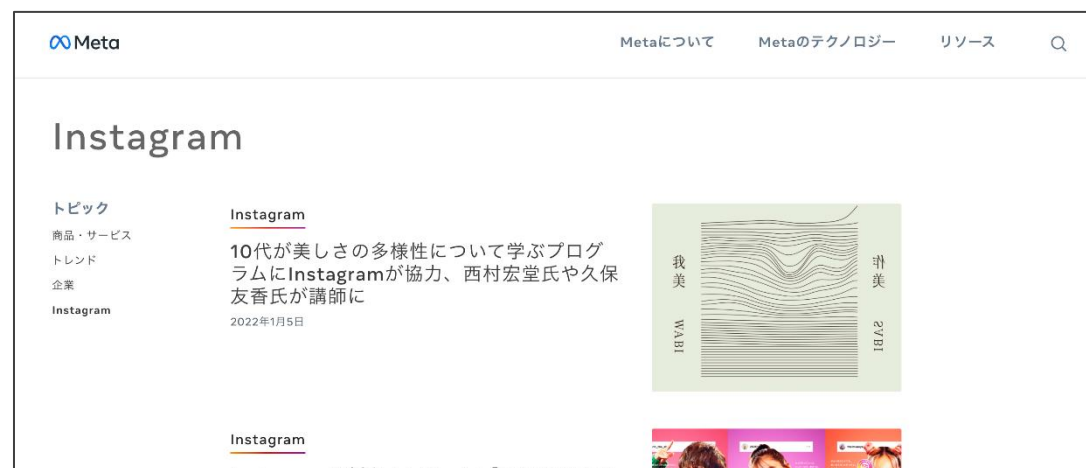 Meta
Metaについて
Metaのテクノロジー
リソース
Instagram
トピック
商品・サービス
トレンド
企業
Instagram
Instagram
10代が美しさの多様性について学ぶプログ
ラムにInstagramが協力、西村宏堂氏や久保
友香氏が講師に
2022年1月5日
我美
WABI
Instagram